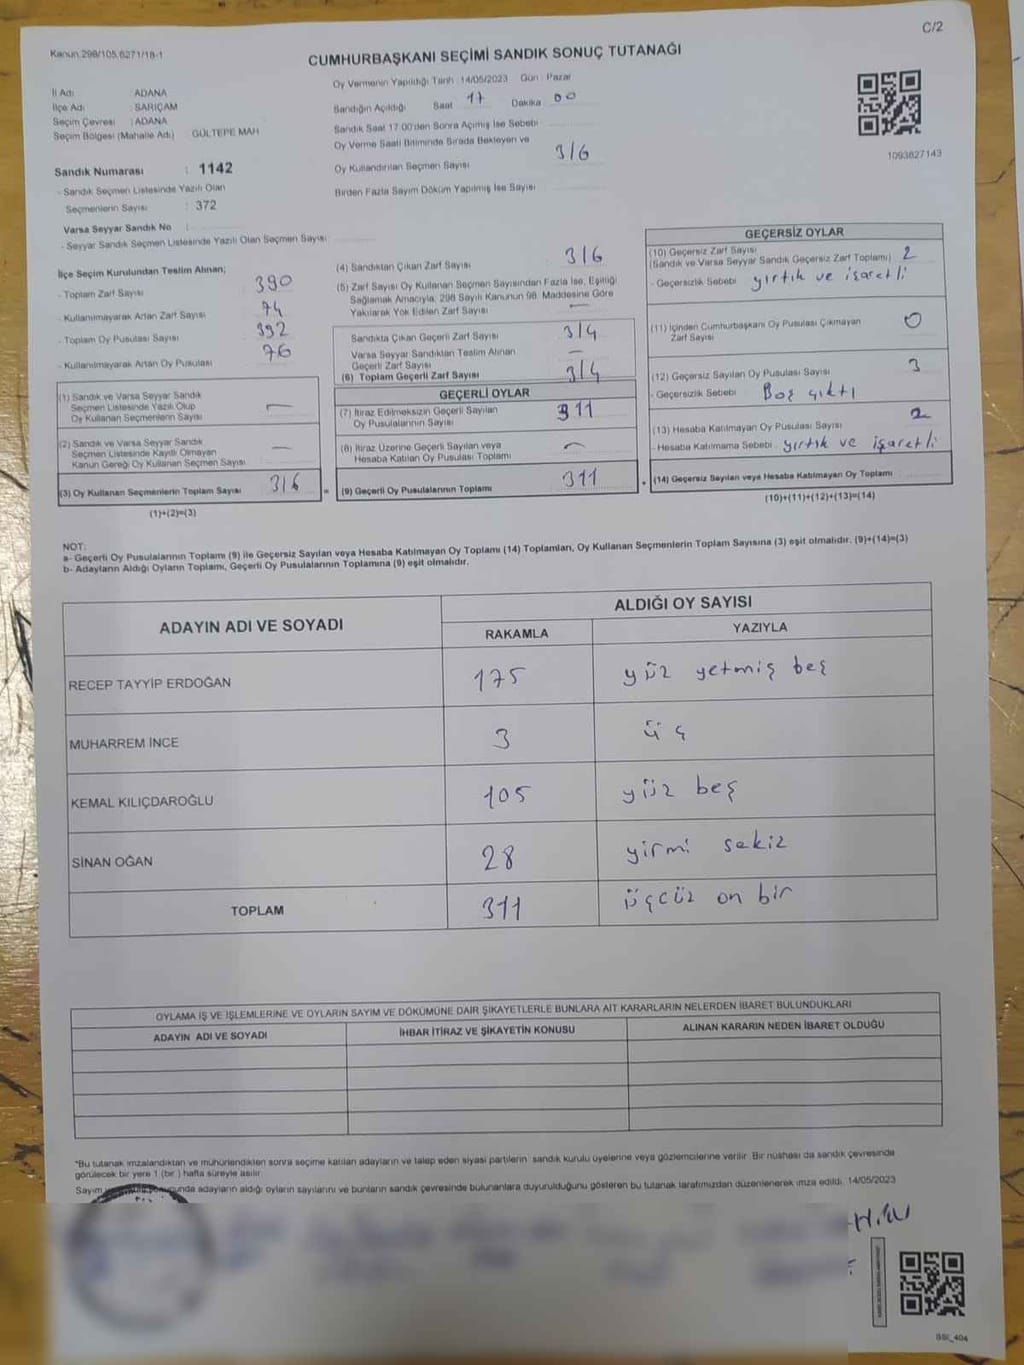 C/2
Kanun 298/105,6271/18-1
CUMHURBAŞKANI SEÇİMİ SANDIK SONUÇ TUTANAĞI
İl Adı : ADANA
İlçe Adı : SARIÇAM
Seçim Çevresi : ADANA
Seçim Bölgesi (Mahalle Adı) : GÜLTEPE MAH
Oy Vermenin Yapıldığı Tarih : 14/05/2023 Gün : Pazar
Sandığın Açıldığı Saat 17 Dakika 00
Sandık Saat 17:00'den Sonra Açılmış İse Sebebi
Oy Verme Saati Bitiminde Sırada Bekleyen ve
Oy Kullandırılan Seçmen Sayısı 316
Birden Fazla Sayım Döküm Yapılmış İse Sayısı
1093827143
Sandık Numarası : 1142
- Sandık Seçmen Listesinde Yazılı Olan
Seçmenlerin Sayısı : 372
Varsa Seyyar Sandık No :
- Seyyar Sandık Seçmen Listesinde Yazılı Olan Seçmen Sayısı
İlçe Seçim Kurulundan Teslim Alınan;
- Toplam Zarf Sayısı 390
- Kullanılmayarak Artan Zarf Sayısı 74
- Toplam Oy Pusulası Sayısı 392
- Kullanılmayarak Artan Oy Pusulası 76
(1) Sandık ve Varsa Seyyar Sandık
Seçmen Listesinde Yazılı Olup
Oy Kullanan Seçmenlerin Sayısı —
(2) Sandık ve Varsa Seyyar Sandık
Seçmen Listesinde Kayıtlı Olmayan
Kanun Gereği Oy Kullanan Seçmen Sayısı —
(3) Oy Kullanan Seçmenlerin Toplam Sayısı 316
(1)+(2)=(3)
(4) Sandıktan Çıkan Zarf Sayısı 316
(5) Zarf Sayısı Oy Kullanan Seçmen Sayısından Fazla İse, Eşitliği
Sağlamak Amacıyla, 298 Sayılı Kanunun 98. Maddesine Göre
Yakılarak Yok Edilen Zarf Sayısı —
Sandıkta Çıkan Geçerli Zarf Sayısı 314
Varsa Seyyar Sandıktan Teslim Alınan
Geçerli Zarf Sayısı —
(6) Toplam Geçerli Zarf Sayısı 314
GEÇERLİ OYLAR
(7) İtiraz Edilmeksizin Geçerli Sayılan
Oy Pusulasının Sayısı 311
(8) İtiraz Üzerine Geçerli Sayılan veya
Hesaba Katılan Oy Pusulası Toplamı —
= (9) Geçerli Oy Pusulalarının Toplamı 311
GEÇERSİZ OYLAR
(10) Geçersiz Zarf Sayısı
(Sandık ve Varsa Seyyar Sandık Geçersiz Zarf Toplamı) 2
- Geçersizlik Sebebi yırtık ve işaretli
(11) İçinden Cumhurbaşkanı Oy Pusulası Çıkmayan
Zarf Sayısı 0
(12) Geçersiz Sayılan Oy Pusulası Sayısı 3
- Geçersizlik Sebebi Boş çıktı
(13) Hesaba Katılmayan Oy Pusulası Sayısı 2
- Hesaba Katılmama Sebebi yırtık ve işaretli
+ (14) Geçersiz Sayılan veya Hesaba Katılmayan Oy Toplamı
(10)+(11)+(12)+(13)=(14)
NOT:
a- Geçerli Oy Pusulalarının Toplamı (9) ile Geçersiz Sayılan veya Hesaba Katılmayan Oy Toplamı (14) Toplamları, Oy Kullanan Seçmenlerin Toplam Sayısına (3) eşit olmalıdır. (9)+(14)=(3)
b- Adayların Aldığı Oyların Toplamı, Geçerli Oy Pusulalarının Toplamına (9) eşit olmalıdır.
ADAYIN ADI VE SOYADI
ALDIĞI OY SAYISI
RAKAMLA YAZIYLA
RECEP TAYYİP ERDOĞAN 175 yüz yetmiş beş
MUHARREM İNCE 3 üç
KEMAL KILIÇDAROĞLU 105 yüz beş
SİNAN OĞAN 28 yirmi sekiz
TOPLAM 311 üçcüz on bir
OYLAMA İŞ VE İŞLEMLERİNE VE OYLARIN SAYIM VE DÖKÜMÜNE DAİR ŞİKAYETLERLE BUNLARA AİT KARARLARIN NELERDEN İBARET BULUNDUKLARI
ADAYIN ADI VE SOYADI İHBAR İTİRAZ VE ŞİKAYETİN KONUSU ALINAN KARARIN NEDEN İBARET OLDUĞU
*Bu tutanak imzalandıktan ve mühürlendikten sonra seçime katılan adayların ve talep eden siyasi partilerin sandık kurulu üyelerine veya gözlemcilerine verilir. Bir nüshası da sandık çevresinde
görülecek bir yere 1 (bir) hafta süreyle asılır.
Sayım adayların aldığı oyların sayılarını ve bunların sandık çevresinde bulunanlara duyurulduğunu gösteren bu tutanak tarafımızdan düzenlenerek imza edildi. 14/05/2023
SSI_404